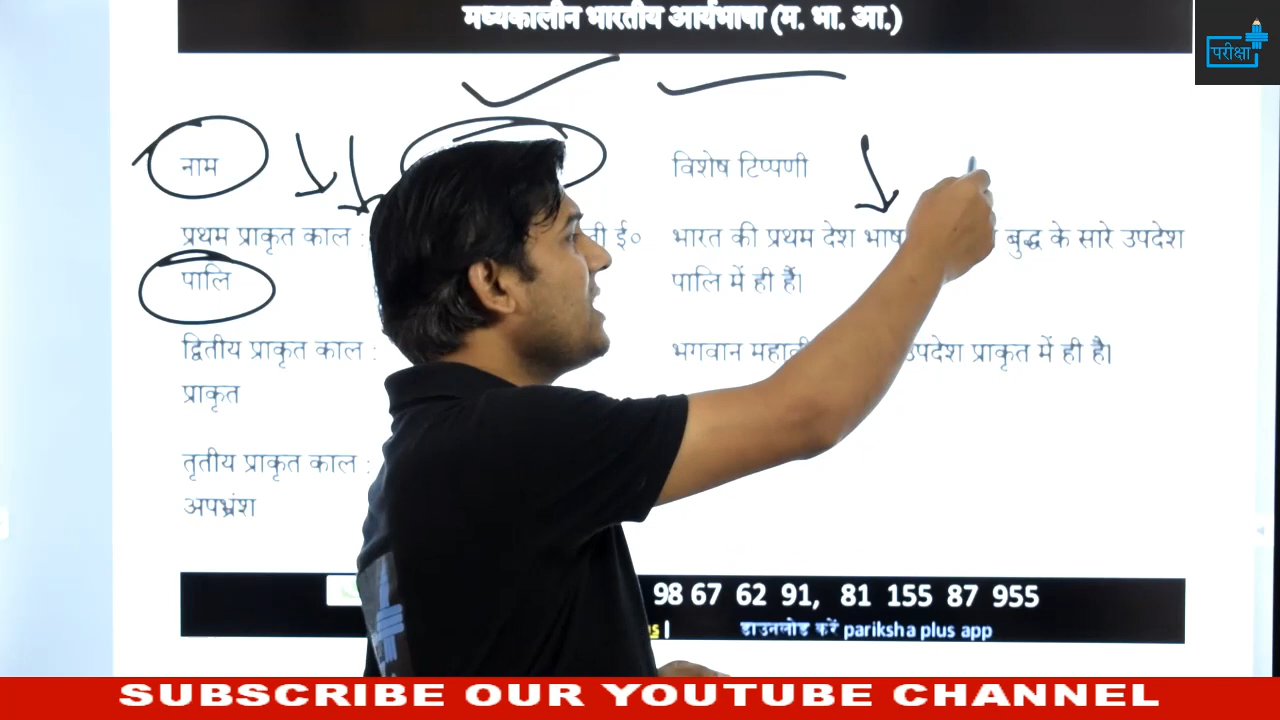 मध्यकालीन भारतीय आर्यभाषा (म. भा. आ.)
परीक्षा
नाम
विशेष टिप्पणी
प्रथम प्राकृत काल :
ई०
भारत की प्रथम देश बुद्ध के सारे उपदेश
पालि
पालि में ही हैं।
द्वितीय प्राकृत काल :
भगवान उपदेश प्राकृत में ही है।
प्राकृत
तृतीय प्राकृत काल :
अपभ्रंश
98 67 62 91, 81 155 87 955
डाउनलोड करें pariksha plus app
SUBSCRIBE OUR YOUTUBE CHANNEL